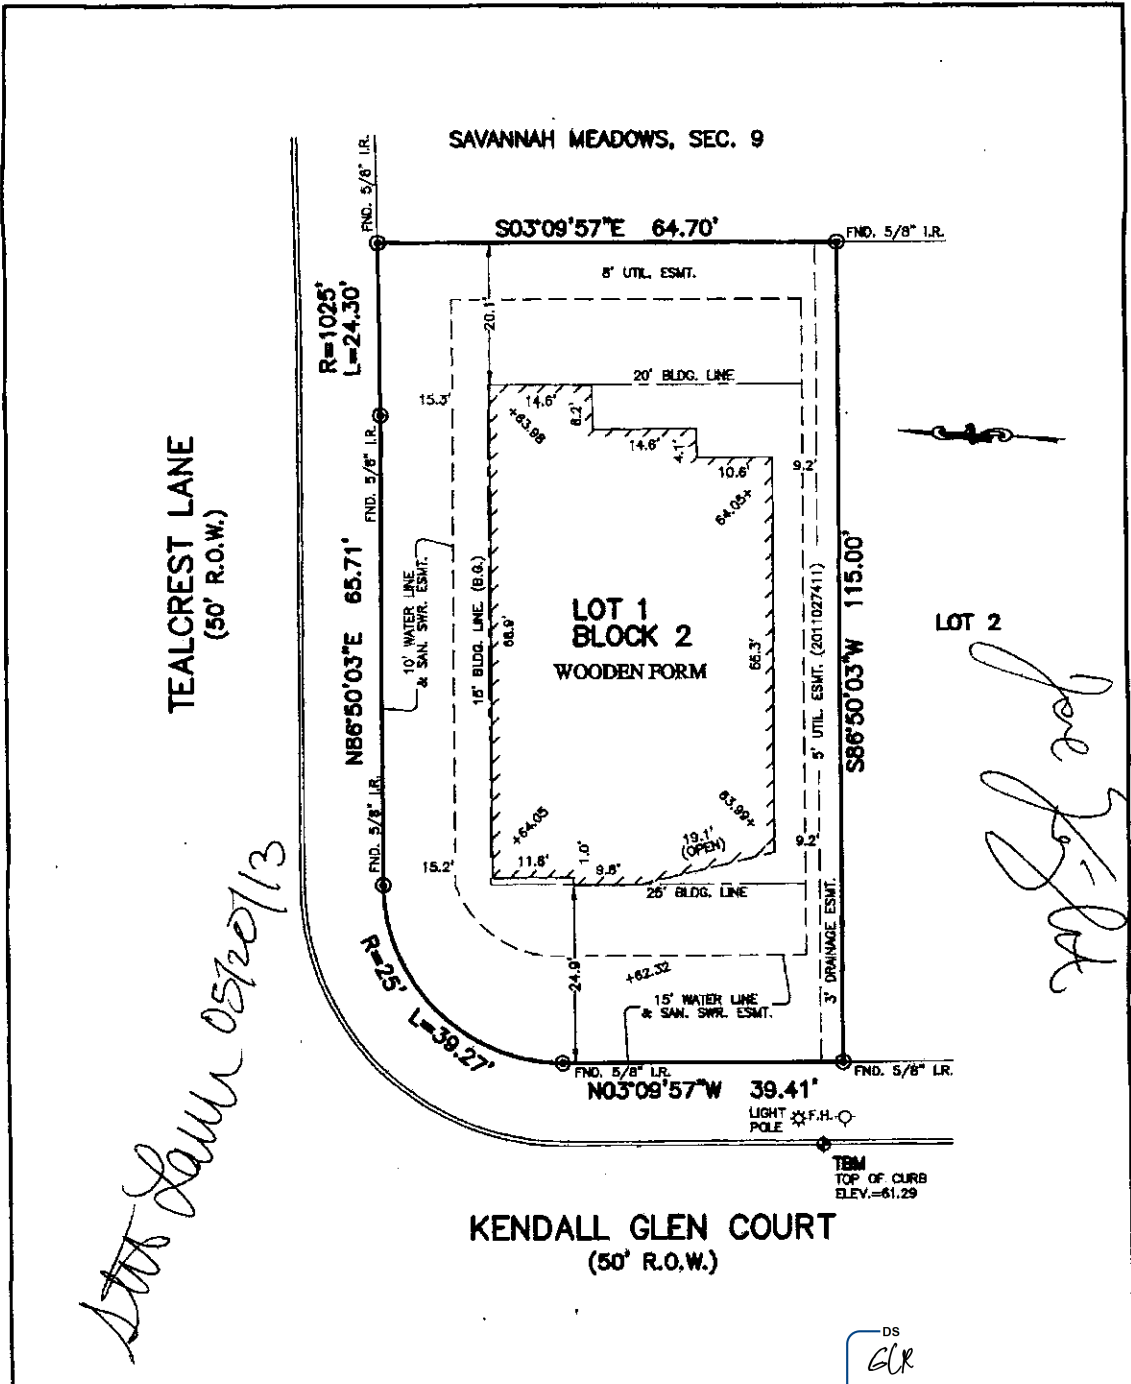 SAVANNAH MEADOWS, SEC. 9
FND. 5/8" I.R.
S03°09'57"E 64.70'
FND. 5/8" I.R.
8' UTIL. ESMT.
R=1025'
L=24.30'
20.1'
20' BLDG. LINE
15.3'
14.6'
6.2'
+63.98
14.6'
4.1'
10.6'
9.2'
64.05+
FND. 5/8" I.R.
TEALCREST LANE
(50' R.O.W.)
N86°50'03"E 65.71'
10' WATER LINE
& SAN. SWR. ESMT.
15' BLDG. LINE (B.G.)
68.9'
LOT 1
BLOCK 2
WOODEN FORM
65.3'
5' UTIL. ESMT. (2011027411)
S86°50'03"W 115.00'
LOT 2
FND. 5/8" I.R.
+64.05
63.99+
19.1'
(OPEN)
9.2'
15.2'
11.6'
1.0'
9.6'
25' BLDG. LINE
R=25' L=39.27'
24.9'
+62.32
15' WATER LINE
& SAN. SWR. ESMT.
3' DRAINAGE ESMT.
FND. 5/8" I.R.
FND. 5/8" I.R.
N03°09'57"W 39.41'
LIGHT
POLE
F.H.
TBM
TOP OF CURB
ELEV.=61.29
KENDALL GLEN COURT
(50' R.O.W.)
05/20/13
DS
GCR